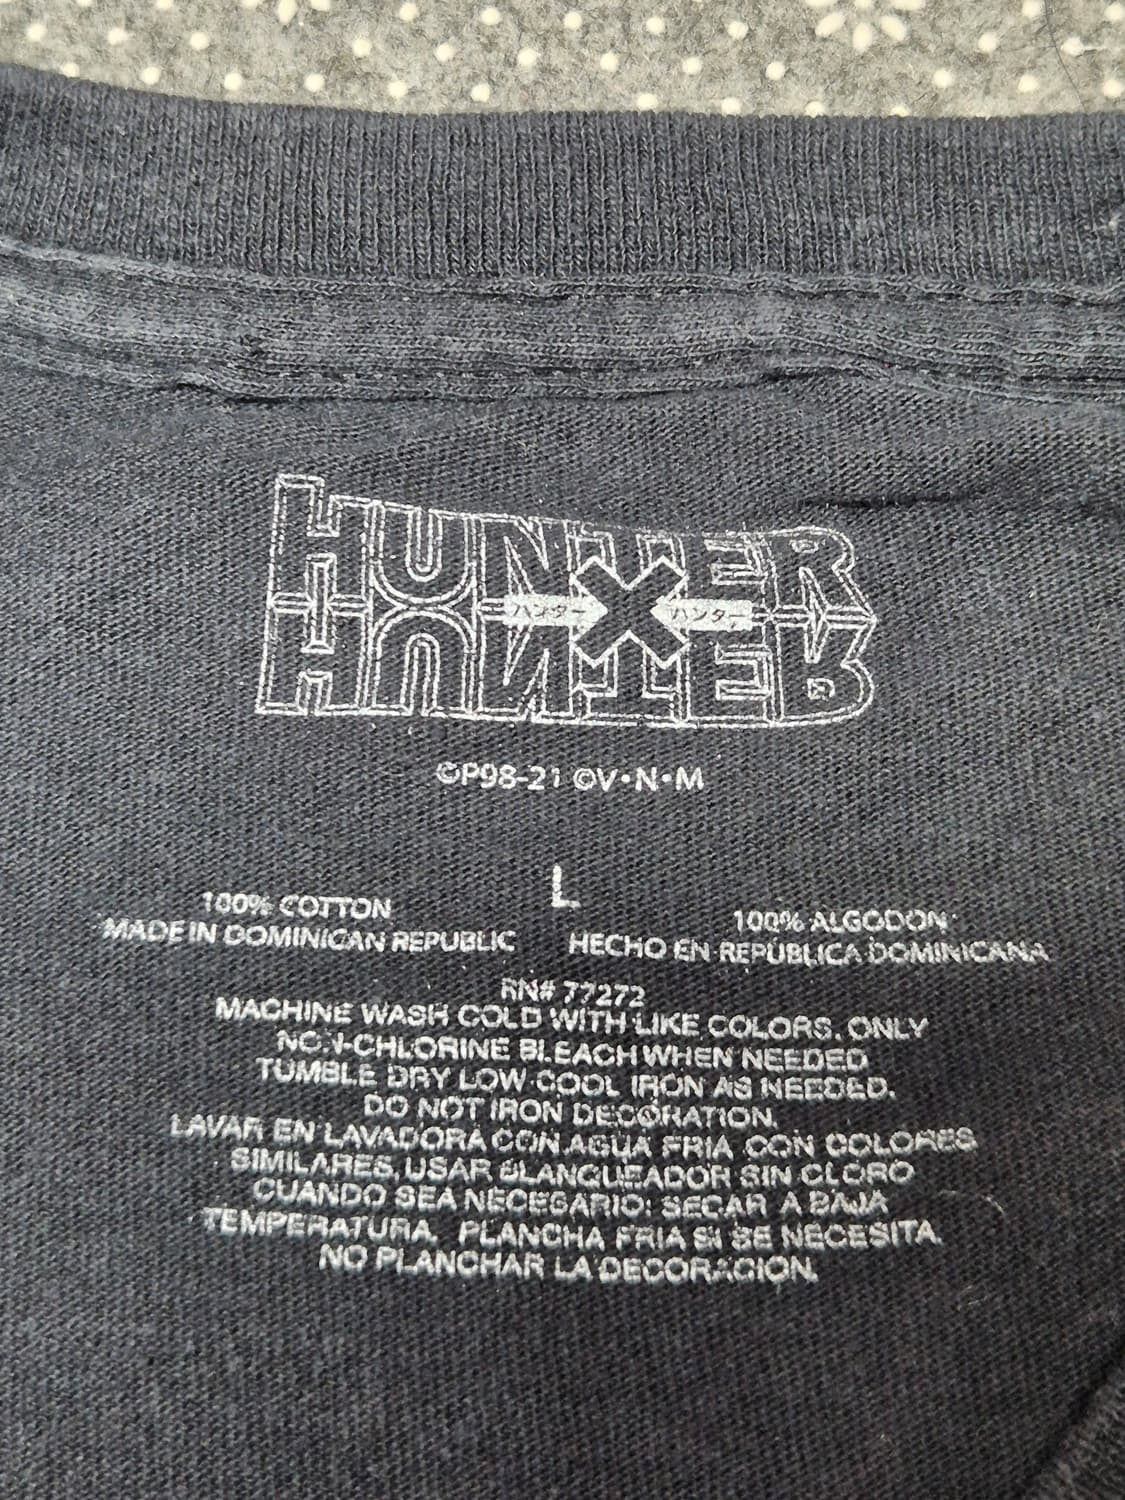 HUNTER
ハンター X ハンター
HUNTER
©P98-21 ©V•N•M
L
100% COTTON
MADE IN DOMINICAN REPUBLIC
100% ALGODON
HECHO EN REPÚBLICA DOMINICANA
RN# 77272
MACHINE WASH COLD WITH LIKE COLORS. ONLY
NON-CHLORINE BLEACH WHEN NEEDED
TUMBLE DRY LOW COOL IRON AS NEEDED.
DO NOT IRON DECORATION.
LAVAR EN LAVADORA CON AGUA FRIA CON COLORES
SIMILARES. USAR BLANQUEADOR SIN CLORO
CUANDO SEA NECESARIO. SECAR A BAJA
TEMPERATURA. PLANCHA FRIA SI SE NECESITA.
NO PLANCHAR LA DECORACION.